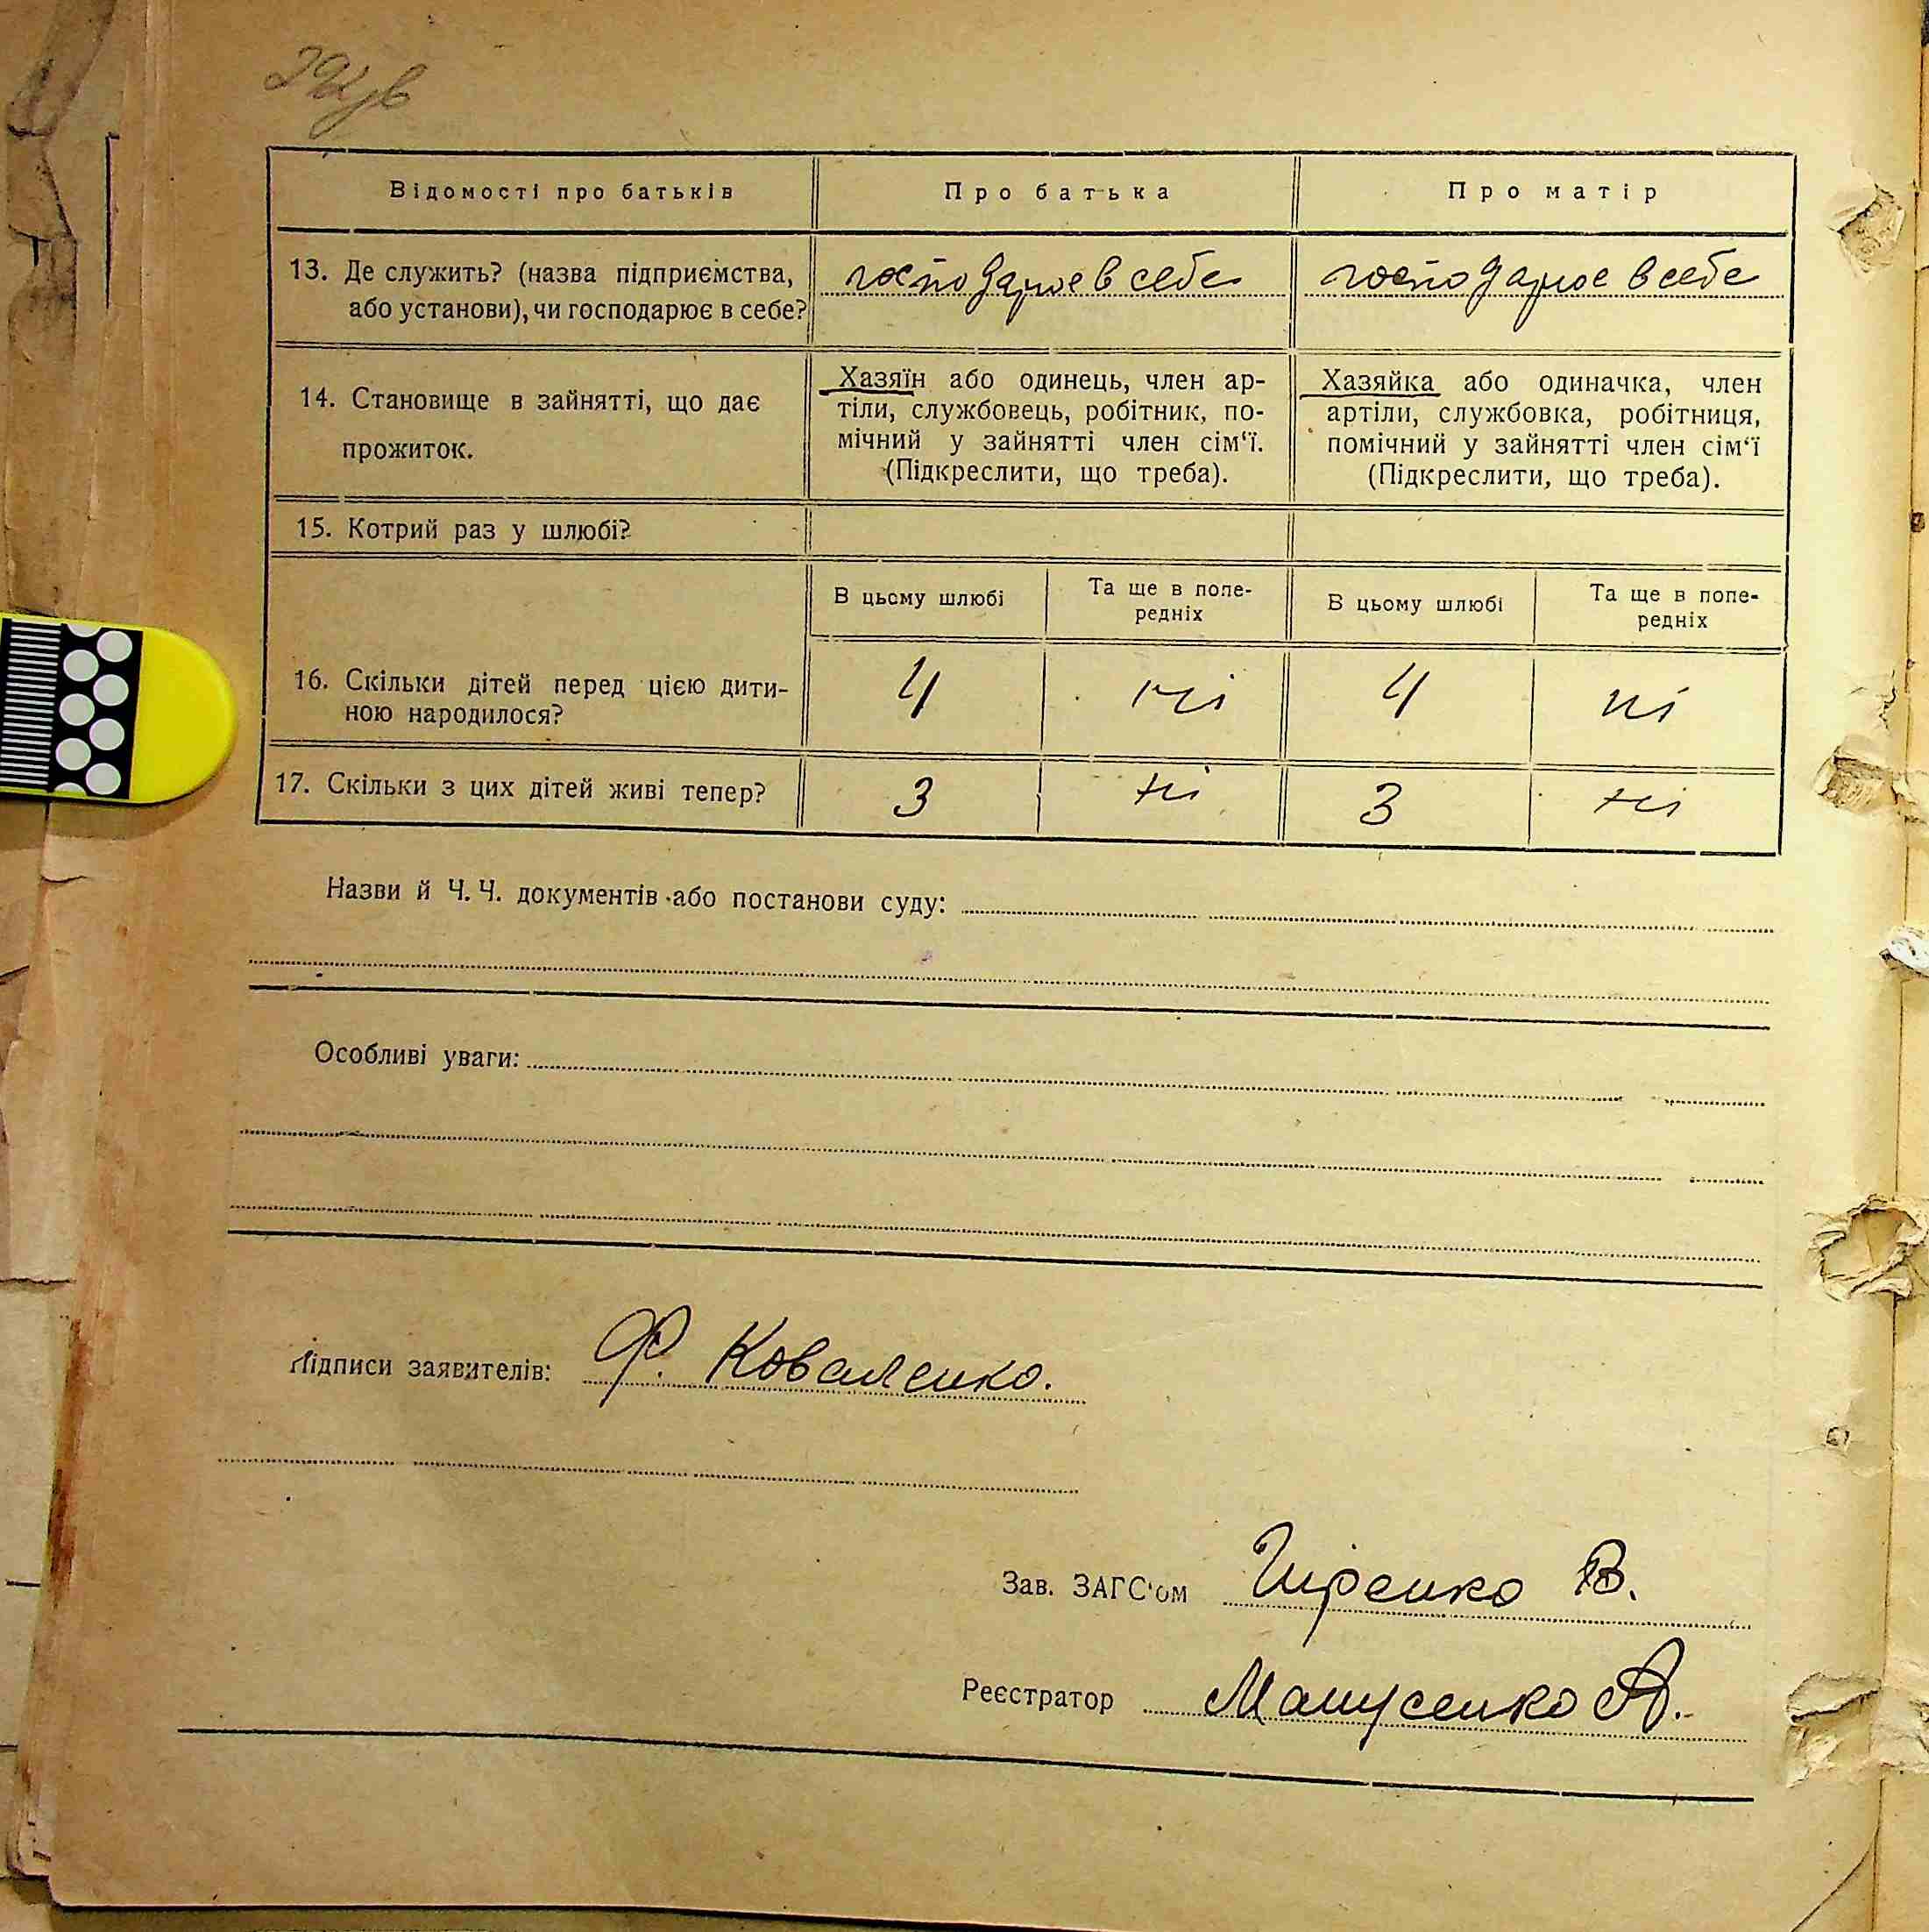 Відомості про батьків
Про батька
Про матір
13. Де служить? (назва підприємства,
або установи), чи господарює в себе?
господарює в себе
господарює в себе
14. Становище в зайнятті, що дає
прожиток.
Хазяїн або одинець, член ар-
тіли, службовець, робітник, по-
мічний у зайнятті член сім‘ї.
(Підкреслити, що треба).
Хазяйка або одиначка, член
артіли, службовка, робітниця,
помічний у зайнятті член сім‘ї
(Підкреслити, що треба).
15. Котрий раз у шлюбі?
В цьому шлюбі
Та ще в попе-
редніх
В цьому шлюбі
Та ще в попе-
редніх
16. Скільки дітей перед цією дити-
ною народилося?
4 ні 4 ні
17. Скільки з цих дітей живі тепер?
3 ні 3 ні
Назви й Ч. Ч. документів або постанови суду:
Особливі уваги:
Підписи заявителів: Ф. Коваленко.
Зав. ЗАГС‘ом В.
Реєстратор Манусенко А.